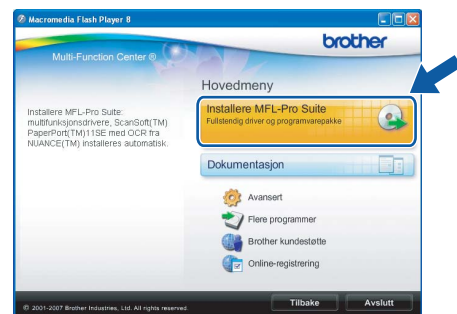 Macromedia Flash Player 8
brother
Multi-Function Center ®
Hovedmeny
Installere MFL-Pro Suite:
multifunksjonsdrivere, ScanSoft(TM)
PaperPort(TM)11SE med OCR fra
NUANCE(TM) installeres automatisk.
Installere MFL-Pro Suite
Fullstendig driver og programvarepakke
Dokumentasjon
Avansert
Flere programmer
Brother kundestøtte
Online-registrering
© 2001-2007 Brother Industries, Ltd. All rights reserved
Tilbake
Avslutt